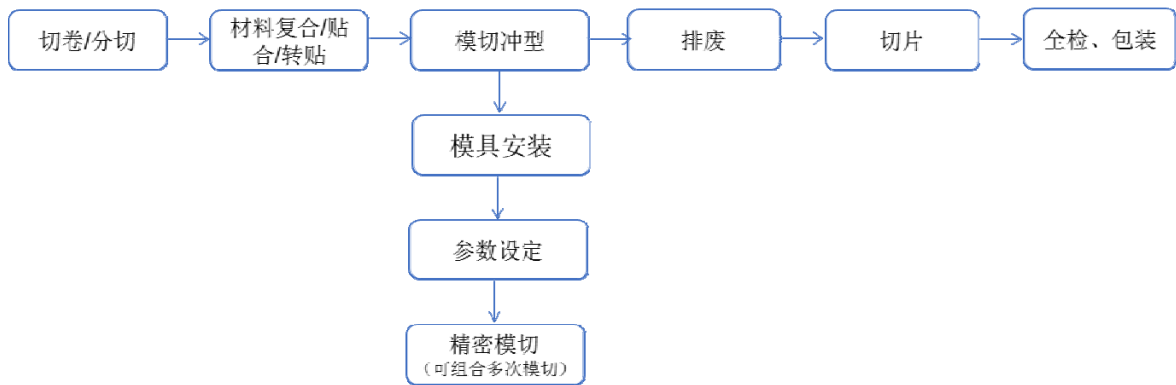 切卷/分切
材料复合/贴
合/转贴
模切冲型
排废
切片
全检、包装
模具安装
参数设定
精密模切
（可组合多次模切）